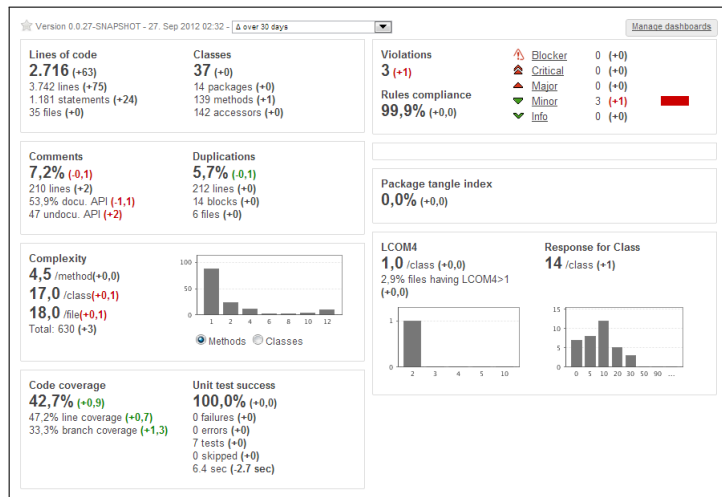 Version 0.0.27-SNAPSHOT - 27. Sep 2012 02:32 - Δ over 30 days
Manage dashboards
Lines of code
2.716 (+63)
3.742 lines (+75)
1.181 statements (+24)
35 files (+0)
Classes
37 (+0)
14 packages (+0)
139 methods (+1)
142 accessors (+0)
Violations
3 (+1)
Rules compliance
99,9% (+0,0)
Blocker 0 (+0)
Critical 0 (+0)
Major 0 (+0)
Minor 3 (+1)
Info 0 (+0)
Comments
7,2% (-0,1)
210 lines (+2)
53,9% docu. API (-1,1)
47 undocu. API (+2)
Duplications
5,7% (-0,1)
212 lines (+0)
14 blocks (+0)
6 files (+0)
Package tangle index
0,0% (+0,0)
Complexity
4,5 /method(+0,0)
17,0 /class(+0,1)
18,0 /file(+0,1)
Total: 630 (+3)
100
50
0
1 2 4 6 8 10 12
Methods Classes
LCOM4
1,0 /class (+0,0)
2,9% files having LCOM4>1
(+0,0)
1
0
2 3 4 5 10
Response for Class
14 /class (+1)
15
10
5
0
0 5 10 20 30 50 90 ...
Code coverage
42,7% (+0,9)
47,2% line coverage (+0,7)
33,3% branch coverage (+1,3)
Unit test success
100,0% (+0,0)
0 failures (+0)
0 errors (+0)
7 tests (+0)
0 skipped (+0)
6.4 sec (-2.7 sec)